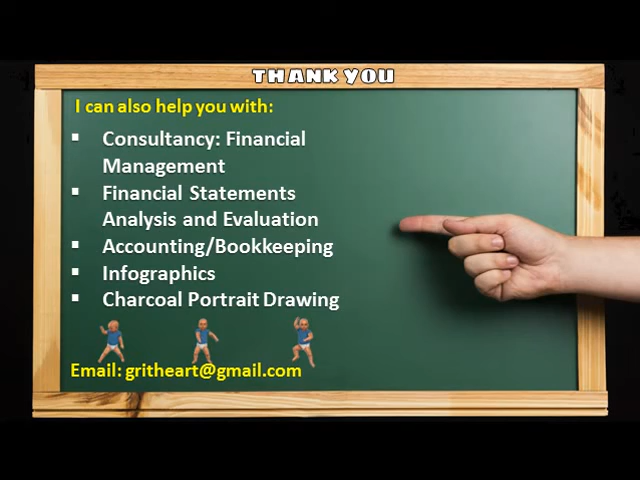 THANK YOU
I can also help you with:
▪ Consultancy: Financial
Management
▪ Financial Statements
Analysis and Evaluation
▪ Accounting/Bookkeeping
▪ Infographics
▪ Charcoal Portrait Drawing
Email: gritheart@gmail.com